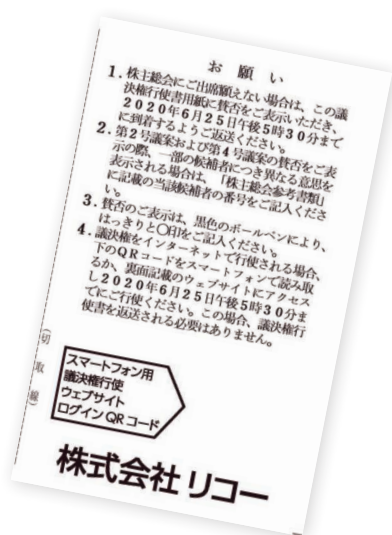 お願い
1．株主総会にご出席願えない場合は、この議
決権行使書用紙に賛否をご表示いただき、
2020年6月25日午後5時30分まで
に到着するようご返送ください。
2．第2号議案および第4号議案の賛否をご表
示の際、一部の候補者につき異なる意思を
表示される場合は、「株主総会参考書類」
に記載の当該候補者の番号をご記入くださ
い。
3．賛否のご表示は、黒色のボールペンにより、
はっきりと○印をご記入ください。
4．議決権をインターネットで行使される場合、
下のQRコードをスマートフォンで読み取
るか、裏面記載のウェブサイトにアクセス
し2020年6月25日午後5時30分ま
でにご行使ください。この場合、議決権行
使書を返送される必要はありません。
(切取線)
スマートフォン用
議決権行使
ウェブサイト
ログインQRコード
株式会社リコー